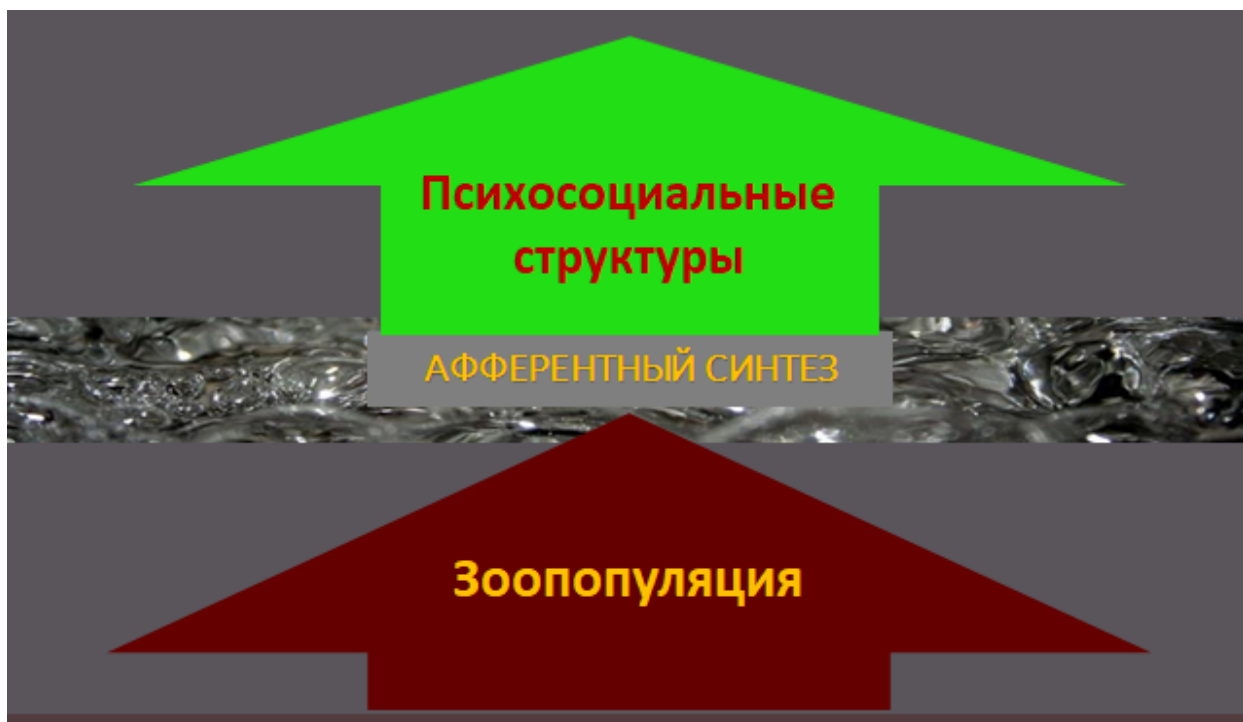 Психосоциальные
структуры
АФФЕРЕНТНЫЙ СИНТЕЗ
Зоопопуляция